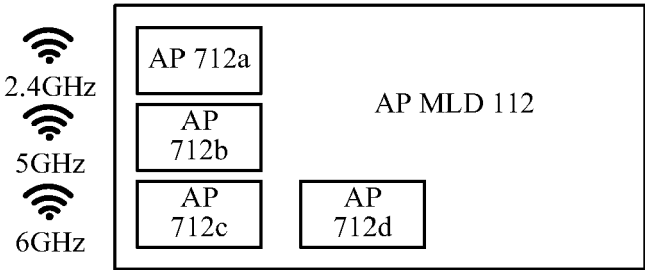 2.4GHz
AP 712a
AP MLD 112
5GHz
AP
712b
6GHz
AP
712c
AP
712d